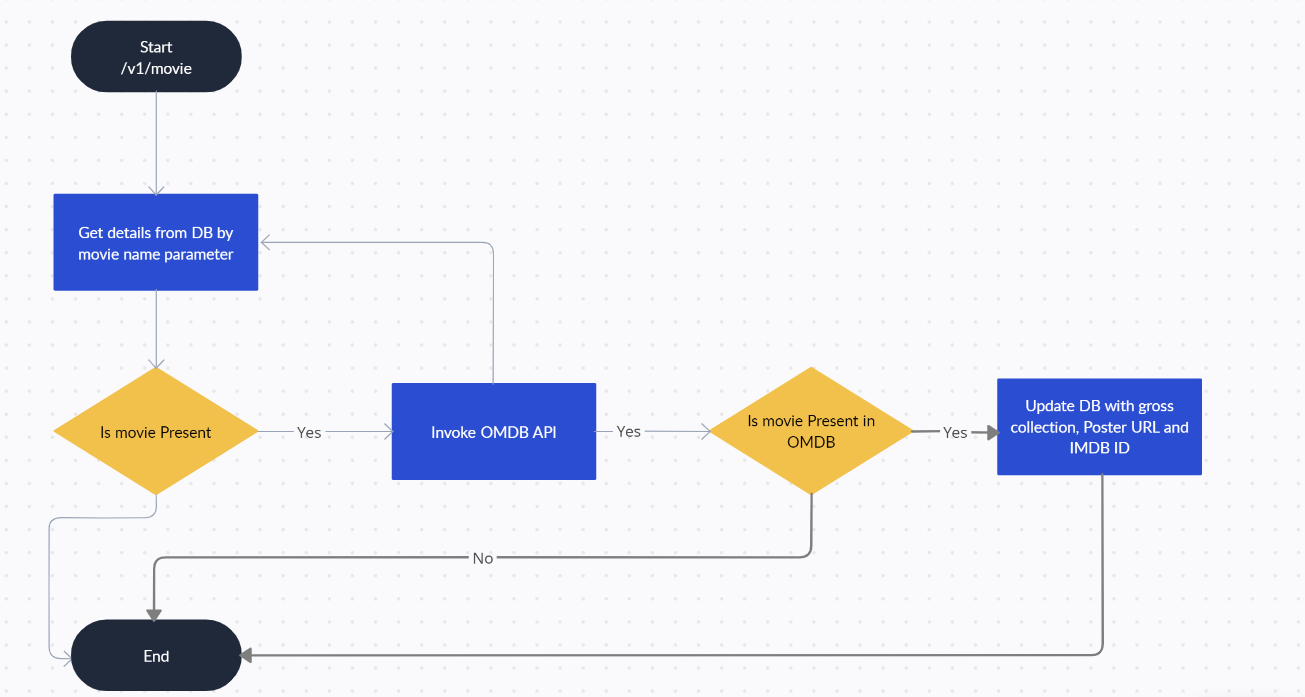 Start
/v1/movie
Get details from DB by
movie name parameter
Is movie Present
Yes
Invoke OMDB API
Yes
Is movie Present in
OMDB
Yes
Update DB with gross
collection, Poster URL and
IMDB ID
No
End